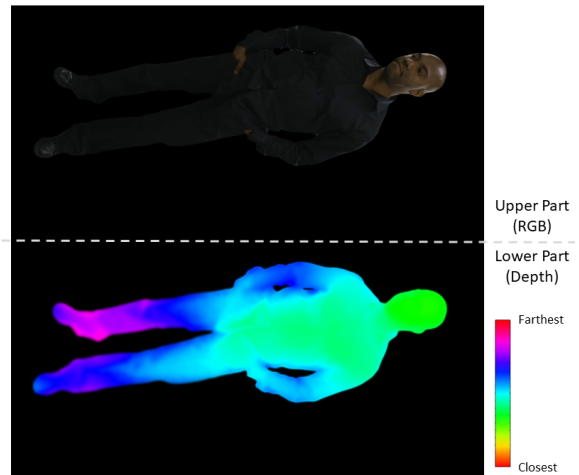 Upper Part
(RGB)
Lower Part
(Depth)
Farthest
Closest